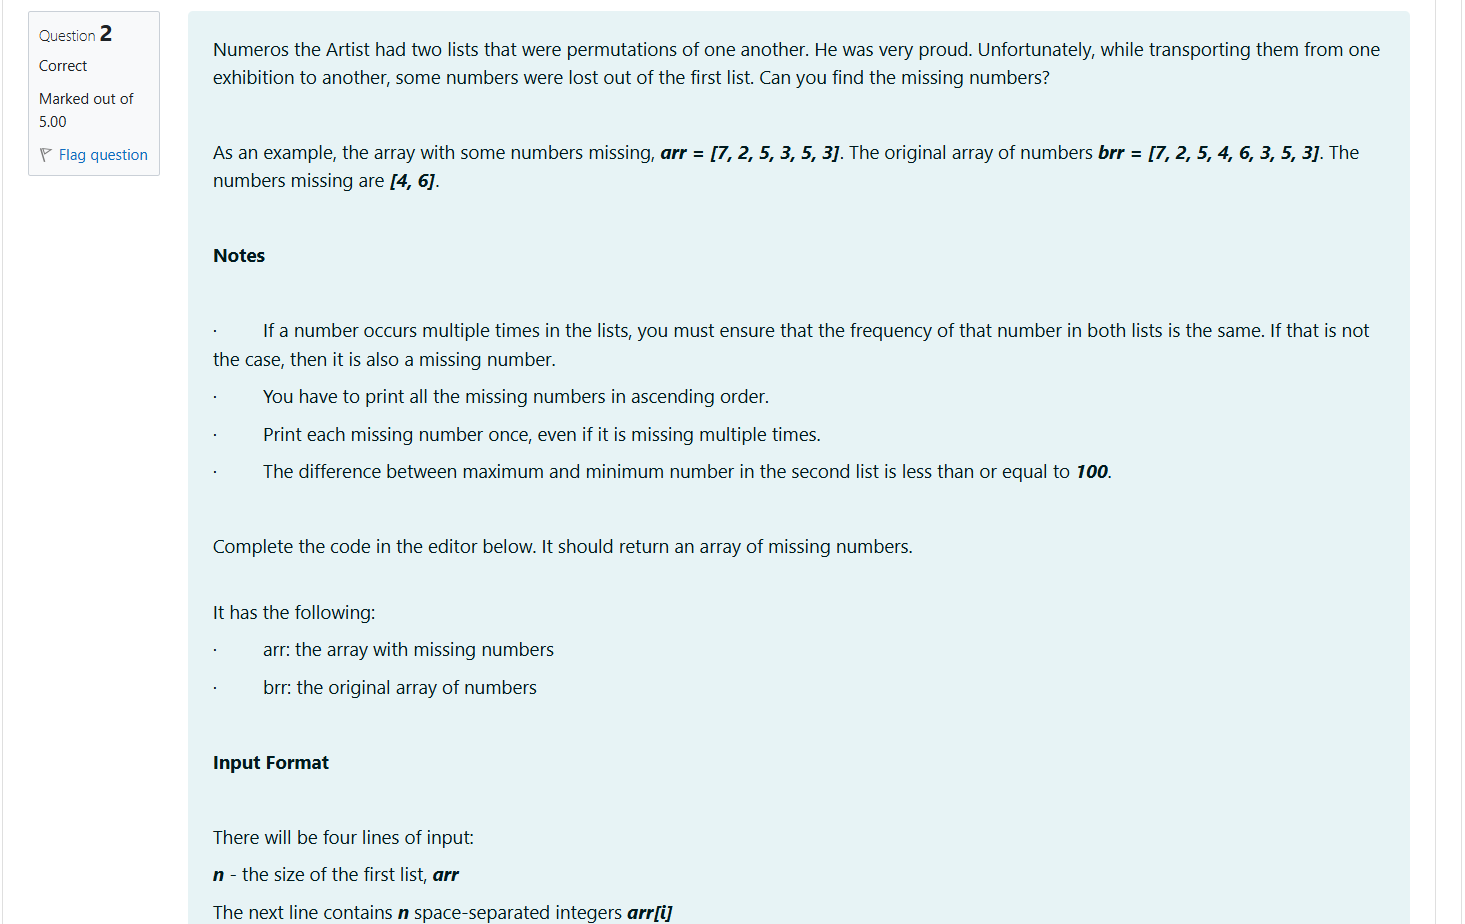 Question 2
Correct
Marked out of
5.00
Flag question
Numeros the Artist had two lists that were permutations of one another. He was very proud. Unfortunately, while transporting them from one
exhibition to another, some numbers were lost out of the first list. Can you find the missing numbers?
As an example, the array with some numbers missing, arr = [7, 2, 5, 3, 5, 3]. The original array of numbers brr = [7, 2, 5, 4, 6, 3, 5, 3]. The
numbers missing are [4, 6].
Notes
· If a number occurs multiple times in the lists, you must ensure that the frequency of that number in both lists is the same. If that is not
the case, then it is also a missing number.
· You have to print all the missing numbers in ascending order.
· Print each missing number once, even if it is missing multiple times.
· The difference between maximum and minimum number in the second list is less than or equal to 100.
Complete the code in the editor below. It should return an array of missing numbers.
It has the following:
· arr: the array with missing numbers
· brr: the original array of numbers
Input Format
There will be four lines of input:
n - the size of the first list, arr
The next line contains n space-separated integers arr[i]